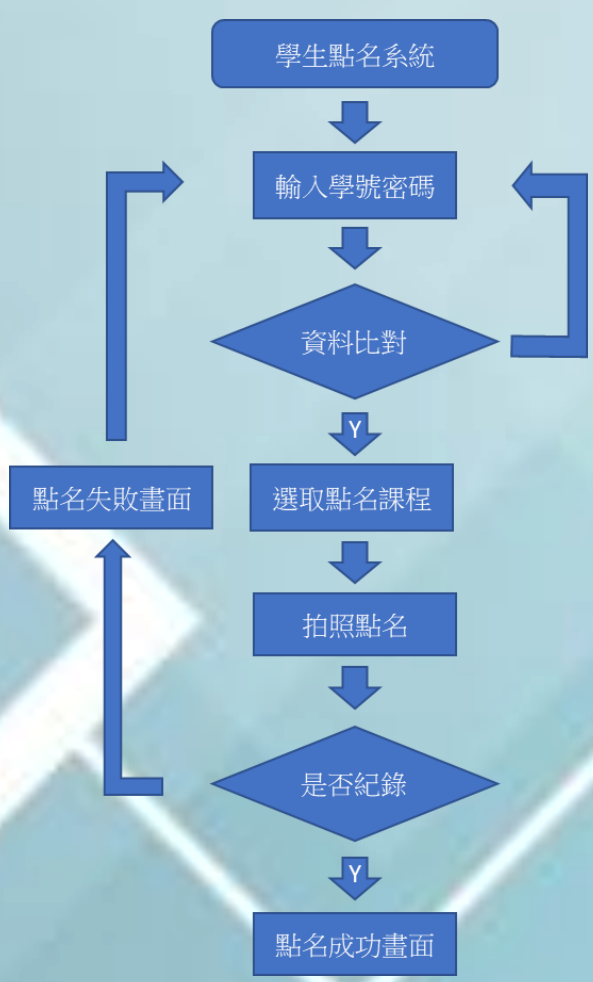 學生點名系統
輸入學號密碼
資料比對
Y
選取點名課程
點名失敗畫面
拍照點名
是否紀錄
Y
點名成功畫面